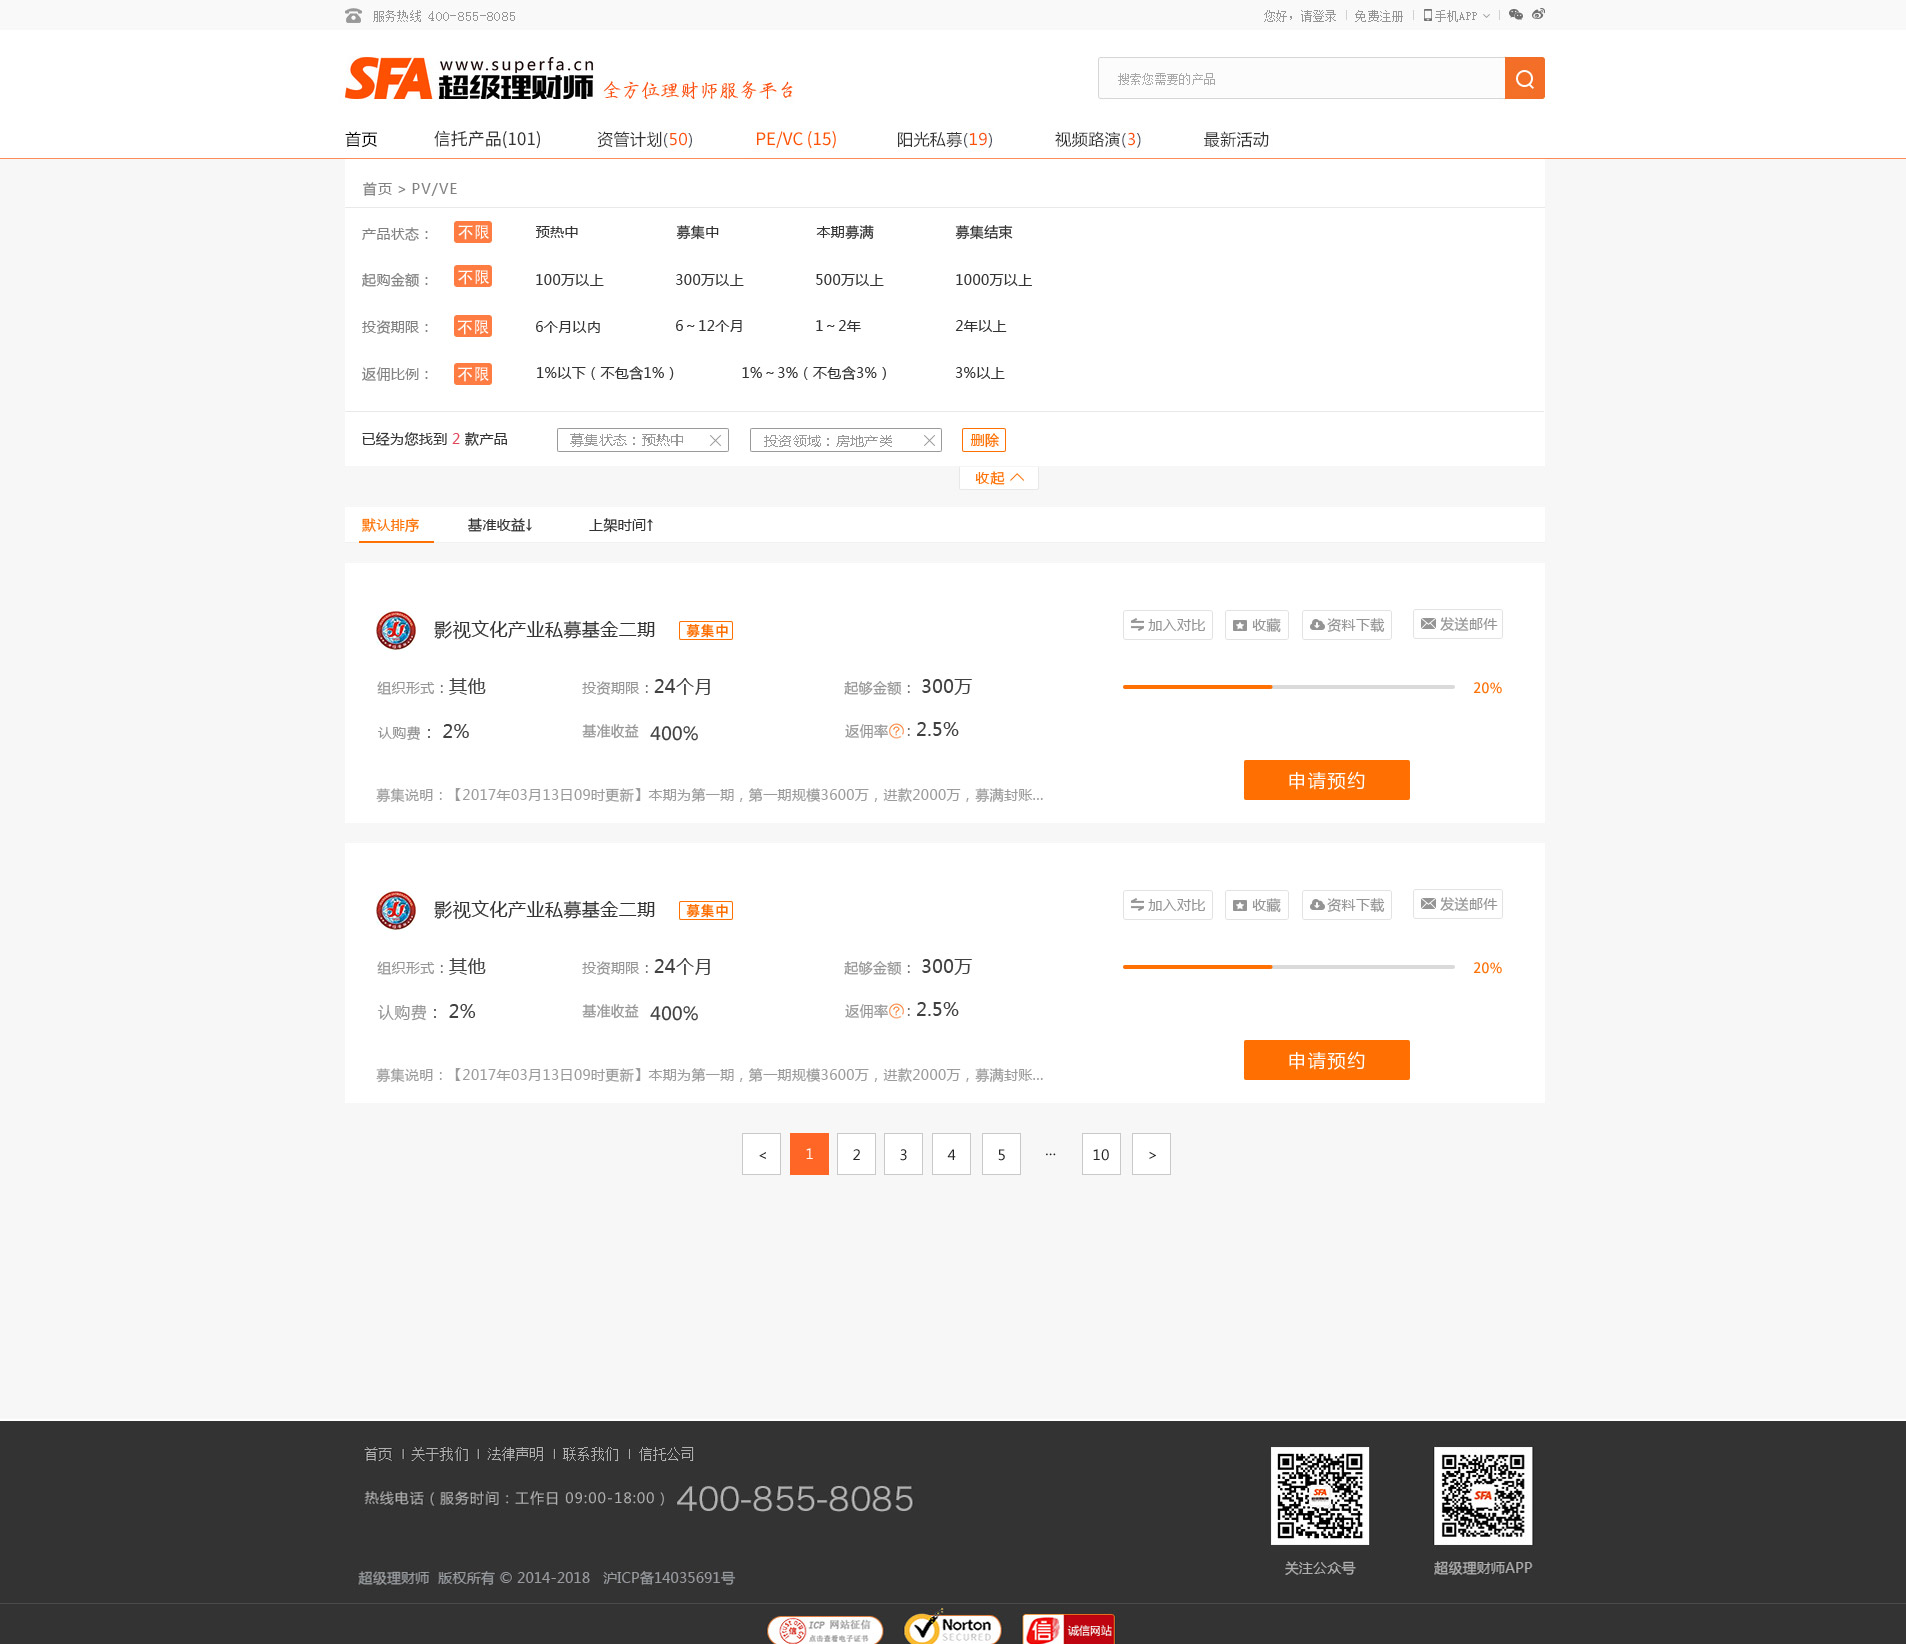 服务热线 400-855-8085
您好，请登录 免费注册 手机APP
SFA www.superfa.cn
超级理财师 全方位理财师服务平台
搜索您需要的产品
首页 信托产品(101) 资管计划(50) PE/VC (15) 阳光私募(19) 视频路演(3) 最新活动
首页 > PV/VE
产品状态： 不限 预热中 募集中 本期募满 募集结束
起购金额： 不限 100万以上 300万以上 500万以上 1000万以上
投资期限： 不限 6个月以内 6～12个月 1～2年 2年以上
返佣比例： 不限 1%以下（不包含1%） 1%～3%（不包含3%） 3%以上
已经为您找到 2 款产品 募集状态：预热中 投资领域：房地产类 删除
收起
默认排序 基准收益↓ 上架时间↑
影视文化产业私募基金二期 募集中 加入对比 收藏 资料下载 发送邮件
组织形式：其他 投资期限：24个月 起够金额： 300万 20%
认购费： 2% 基准收益 400% 返佣率?：2.5%
申请预约
募集说明：【2017年03月13日09时更新】本期为第一期，第一期规模3600万，进款2000万，募满封账...
影视文化产业私募基金二期 募集中 加入对比 收藏 资料下载 发送邮件
组织形式：其他 投资期限：24个月 起够金额： 300万 20%
认购费： 2% 基准收益 400% 返佣率?：2.5%
申请预约
募集说明：【2017年03月13日09时更新】本期为第一期，第一期规模3600万，进款2000万，募满封账...
< 1 2 3 4 5 ... 10 >
首页 | 关于我们 | 法律声明 | 联系我们 | 信托公司
热线电话（服务时间：工作日 09:00-18:00） 400-855-8085
SFA SFA
关注公众号 超级理财师APP
超级理财师 版权所有 © 2014-2018 沪ICP备14035691号
信 ICP 网站征信
点击查看电子证书
Norton
SECURED
信 诚信网站